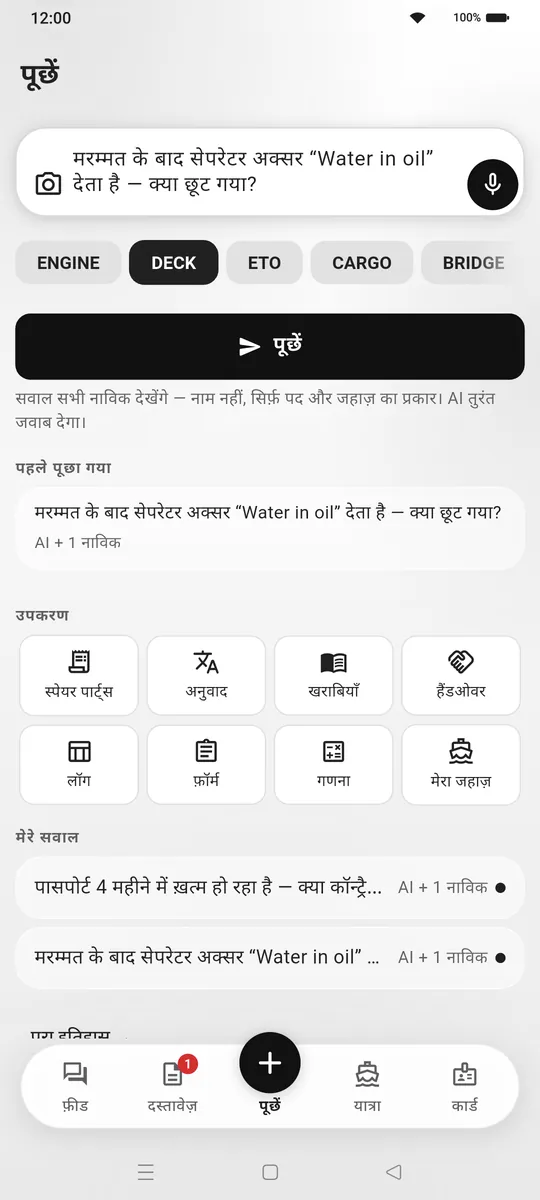 12:00
100%
पूछें
मरम्मत के बाद सेपरेटर अक्सर “Water in oil”
देता है — क्या छूट गया?
ENGINE DECK ETO CARGO BRIDGE
पूछें
सवाल सभी नाविक देखेंगे — नाम नहीं, सिर्फ़ पद और जहाज़ का प्रकार। AI तुरंत
जवाब देगा।
पहले पूछा गया
मरम्मत के बाद सेपरेटर अक्सर “Water in oil” देता है — क्या छूट गया?
AI + 1 नाविक
उपकरण
स्पेयर पार्ट्स अनुवाद खराबियाँ हैंडओवर
लॉग फ़ॉर्म गणना मेरा जहाज़
मेरे सवाल
पासपोर्ट 4 महीने में ख़त्म हो रहा है — क्या कॉन्ट्रै... AI + 1 नाविक
मरम्मत के बाद सेपरेटर अक्सर “Water in oil” ... AI + 1 नाविक
पूरा इतिहास
1
फ़ीड दस्तावेज़ पूछें यात्रा कार्ड